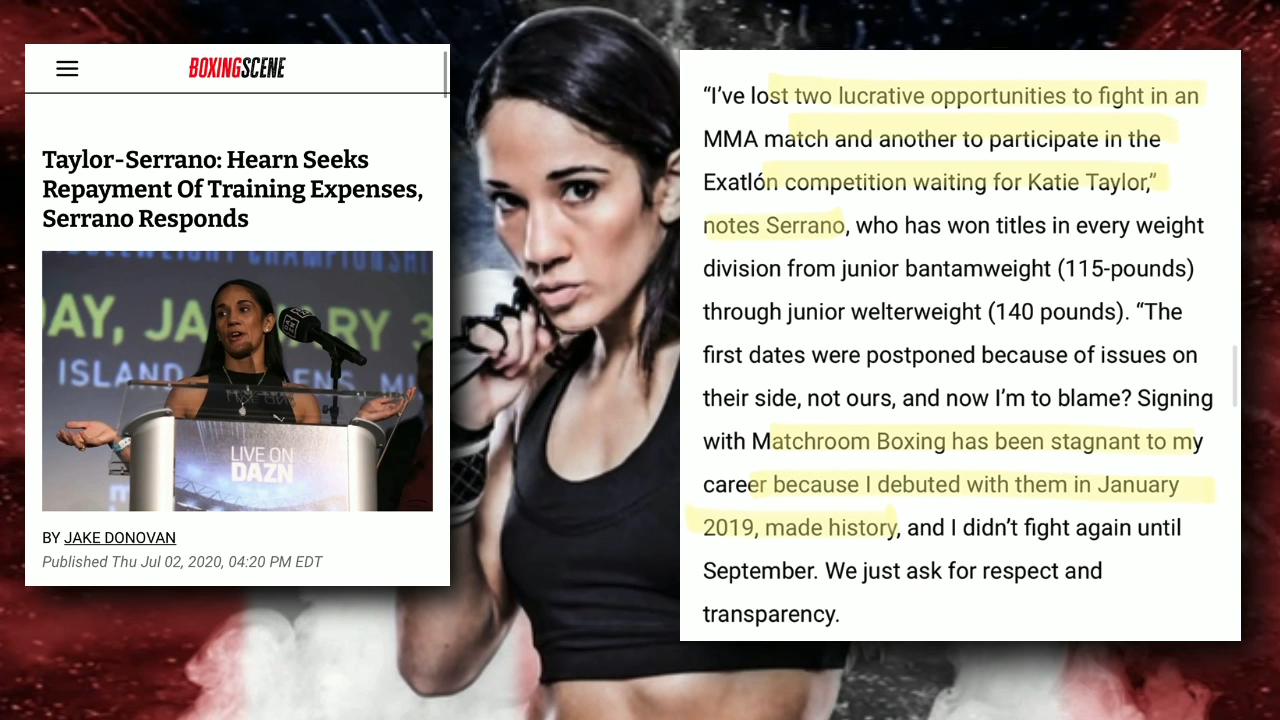 BOXINGSCENE
Taylor-Serrano: Hearn Seeks
Repayment Of Training Expenses,
Serrano Responds
DAY, JANUARY 3
ISLAND
LIVE ON
DAZN
BY JAKE DONOVAN
Published Thu Jul 02, 2020, 04:20 PM EDT
“I’ve lost two lucrative opportunities to fight in an
MMA match and another to participate in the
Exatlón competition waiting for Katie Taylor,”
notes Serrano, who has won titles in every weight
division from junior bantamweight (115-pounds)
through junior welterweight (140 pounds). “The
first dates were postponed because of issues on
their side, not ours, and now I’m to blame? Signing
with Matchroom Boxing has been stagnant to my
career because I debuted with them in January
2019, made history, and I didn’t fight again until
September. We just ask for respect and
transparency.